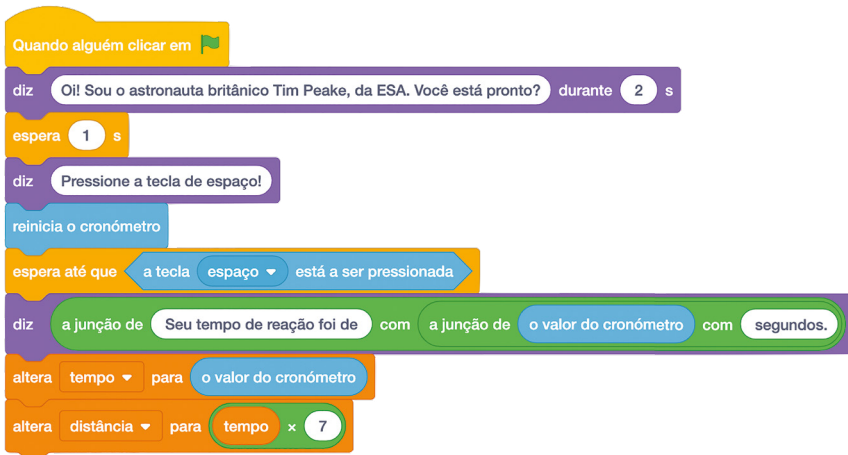 Quando alguém clicar em
diz Oi! Sou o astronauta britânico Tim Peake, da ESA. Você está pronto? durante 2 s
espera 1 s
diz Pressione a tecla de espaço!
reinicia o cronómetro
espera até que a tecla espaço está a ser pressionada
diz a junção de Seu tempo de reação foi de com a junção de o valor do cronómetro com segundos.
altera tempo para o valor do cronómetro
altera distância para tempo × 7